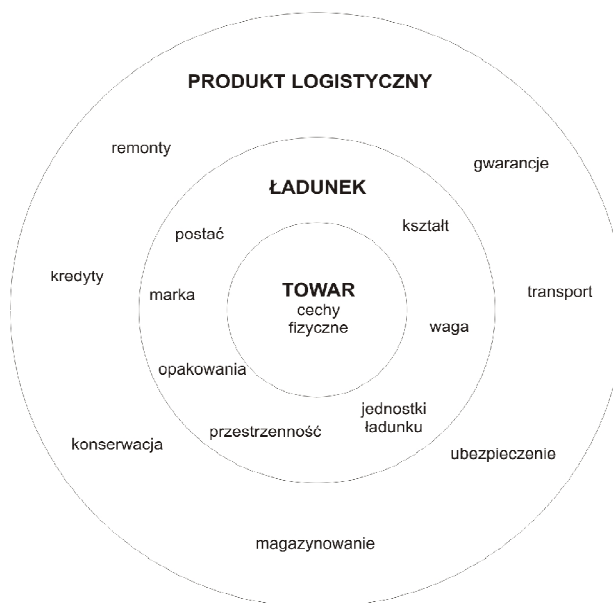 PRODUKT LOGISTYCZNY
remonty
gwarancje
ŁADUNEK
kształt
postać
kredyty
marka
TOWAR
cechy
fizyczne
transport
waga
opakowania
jednostki
ładunku
przestrzenność
konserwacja
ubezpieczenie
magazynowanie